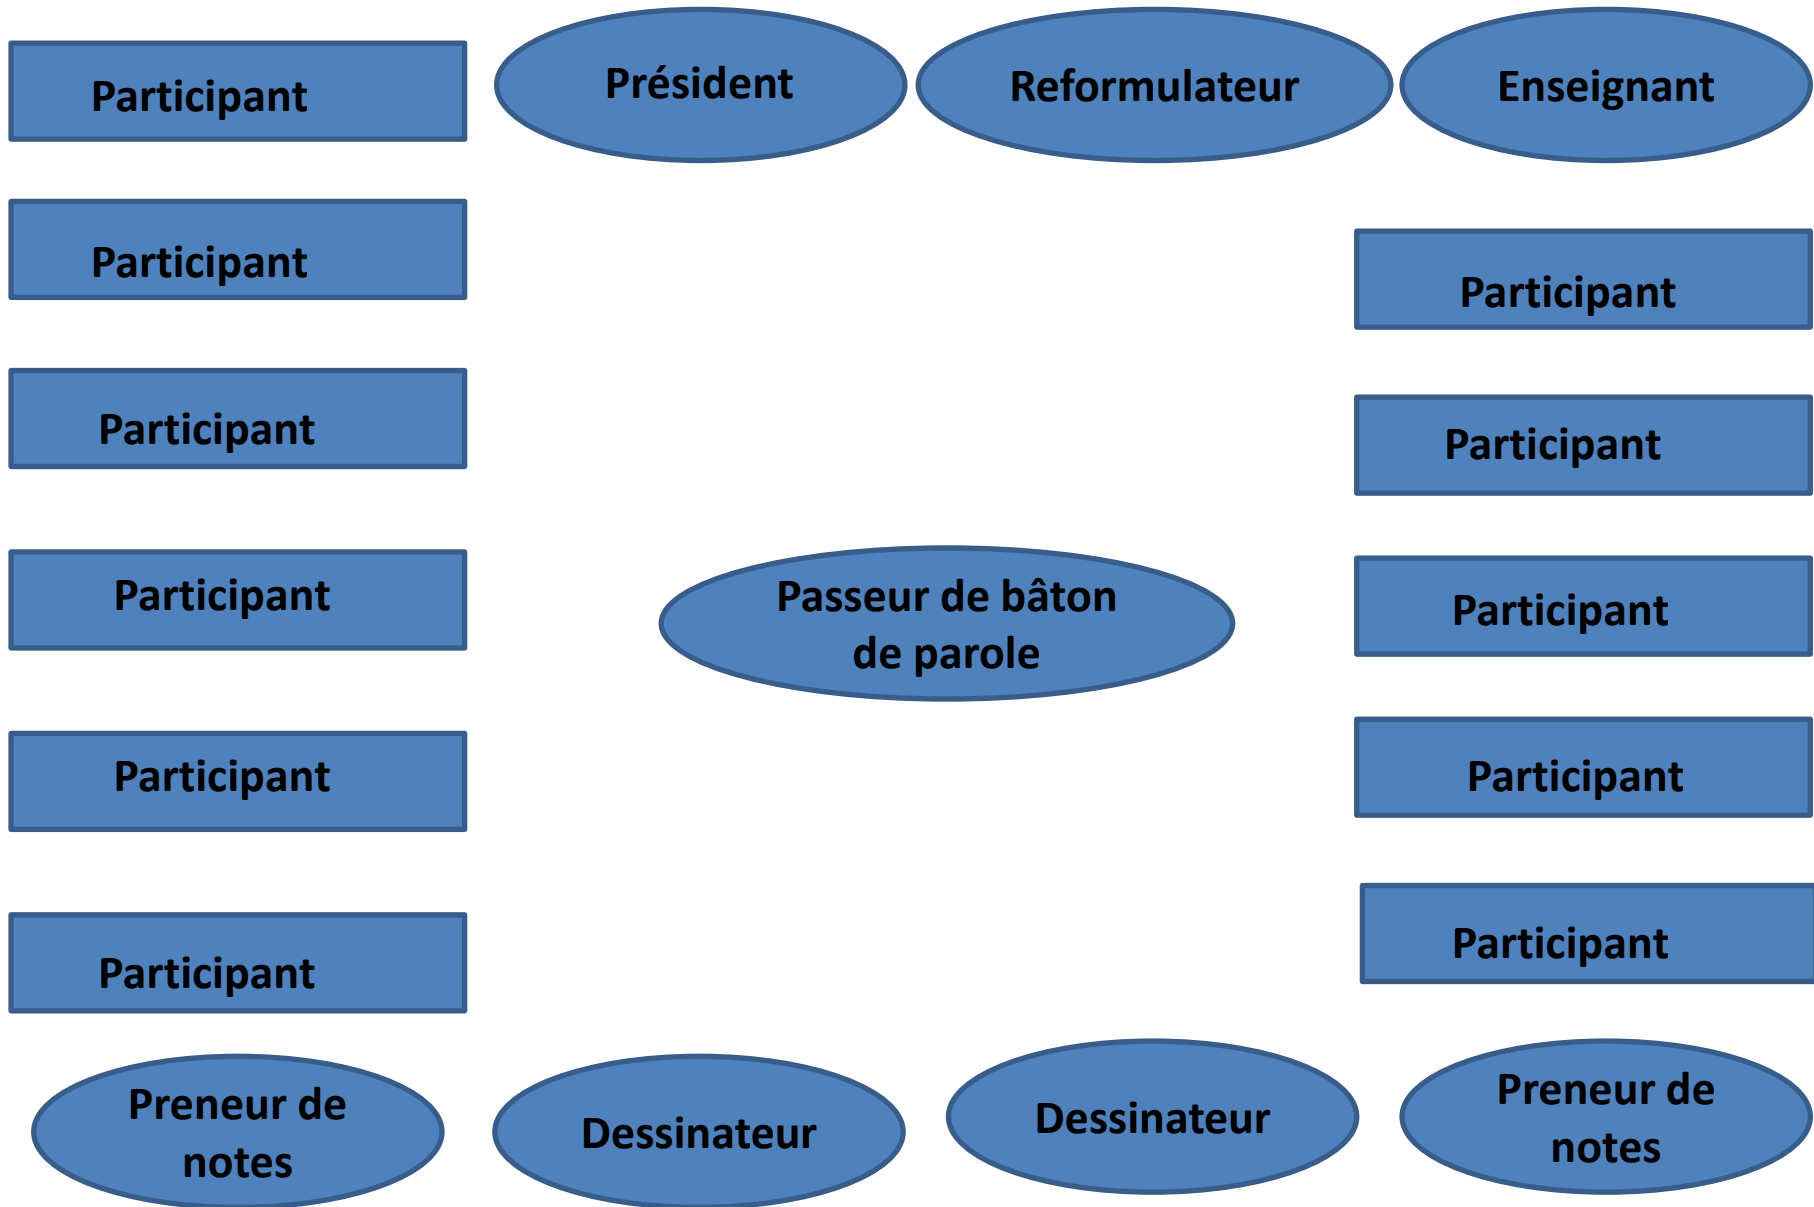 Participant
Président
Reformulateur
Enseignant
Participant
Participant
Participant
Participant
Participant
Passeur de bâton
de parole
Participant
Participant
Participant
Participant
Participant
Participant
Preneur de
notes
Dessinateur
Dessinateur
Preneur de
notes